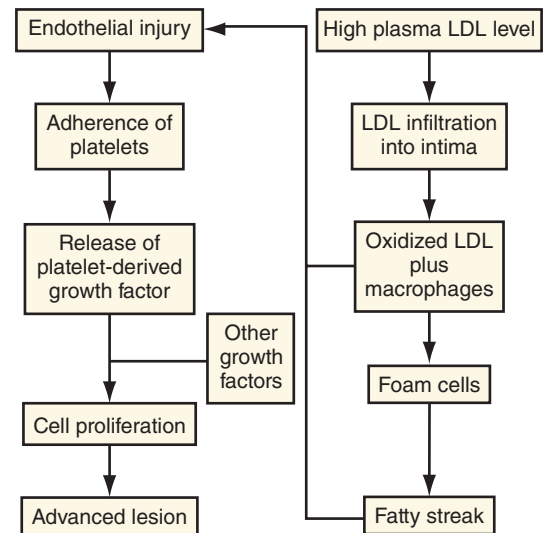 Endothelial injury
High plasma LDL level
Adherence of
platelets
LDL infiltration
into intima
Release of
platelet-derived
growth factor
Oxidized LDL
plus
macrophages
Other
growth
factors
Foam cells
Cell proliferation
Advanced lesion
Fatty streak